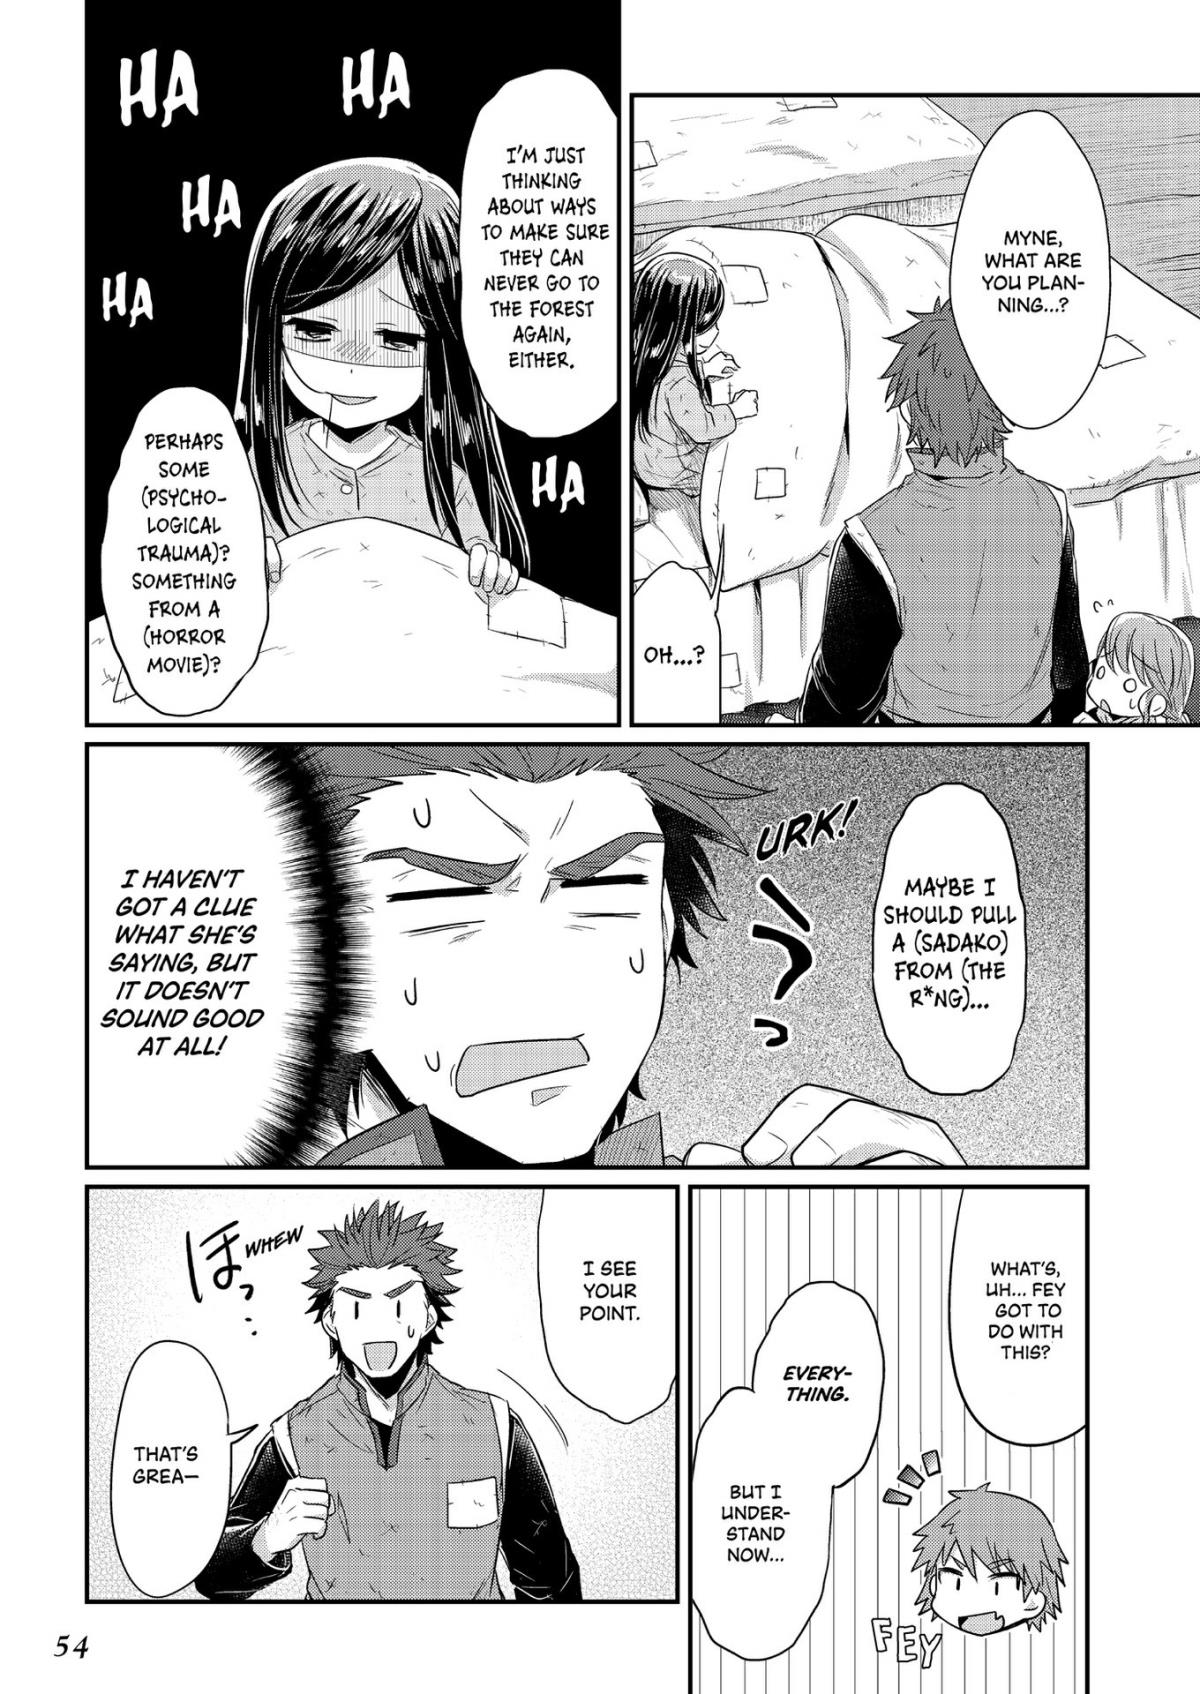 MYNE,
WHAT ARE
YOU PLAN-
NING...?
OH...?
I'M JUST
THINKING
ABOUT WAYS
TO MAKE SURE
THEY CAN
NEVER GO TO
THE FOREST
AGAIN,
EITHER.
HA
HA
HA
HA
HA
PERHAPS
SOME
(PSYCHO-
LOGICAL
TRAUMA)?
SOMETHING
FROM A
(HORROR
MOVIE)?
MAYBE I
SHOULD PULL
A (SADAKO)
FROM (THE
R*NG)...
URK!
うっ
I HAVEN'T
GOT A CLUE
WHAT SHE'S
SAYING, BUT
IT DOESN'T
SOUND GOOD
AT ALL!
WHAT'S,
UH... FEY
GOT TO
DO WITH
THIS?
EVERY-
THING.
BUT I
UNDER-
STAND
NOW...
FEY
I SEE
YOUR
POINT.
WHEW
ほっ
THAT'S
GREA—
54